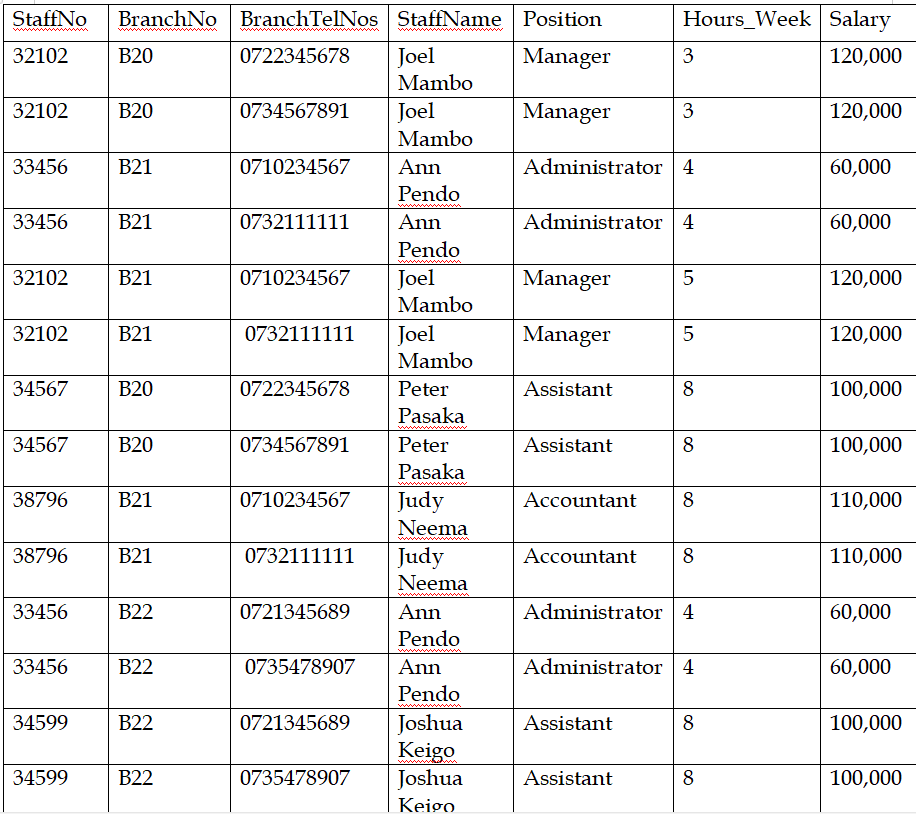 StaffNo BranchNo BranchTelNos StaffName Position Hours_Week Salary
32102 B20 0722345678 Joel Manager 3 120,000
Mambo
32102 B20 0734567891 Joel Manager 3 120,000
Mambo
33456 B21 0710234567 Ann Administrator 4 60,000
Pendo
33456 B21 0732111111 Ann Administrator 4 60,000
Pendo
32102 B21 0710234567 Joel Manager 5 120,000
Mambo
32102 B21 0732111111 Joel Manager 5 120,000
Mambo
34567 B20 0722345678 Peter Assistant 8 100,000
Pasaka
34567 B20 0734567891 Peter Assistant 8 100,000
Pasaka
38796 B21 0710234567 Judy Accountant 8 110,000
Neema
38796 B21 0732111111 Judy Accountant 8 110,000
Neema
33456 B22 0721345689 Ann Administrator 4 60,000
Pendo
33456 B22 0735478907 Ann Administrator 4 60,000
Pendo
34599 B22 0721345689 Joshua Assistant 8 100,000
Keigo
34599 B22 0735478907 Joshua Assistant 8 100,000
Keigo